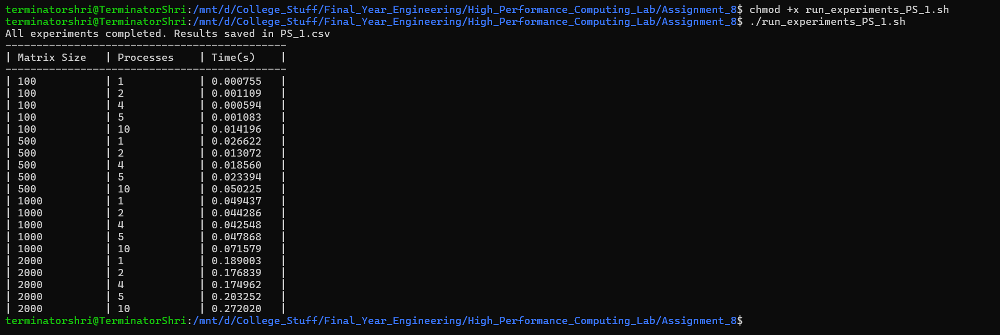 terminatorshri@TerminatorShri:/mnt/d/College_Stuff/Final_Year_Engineering/High_Performance_Computing_Lab/Assignment_8$ chmod +x run_experiments_PS_1.sh
terminatorshri@TerminatorShri:/mnt/d/College_Stuff/Final_Year_Engineering/High_Performance_Computing_Lab/Assignment_8$ ./run_experiments_PS_1.sh
All experiments completed. Results saved in PS_1.csv
---------------------------------------------
| Matrix Size   | Processes    | Time(s)    |
---------------------------------------------
| 100           | 1            | 0.000755   |
| 100           | 2            | 0.001109   |
| 100           | 4            | 0.000594   |
| 100           | 5            | 0.001083   |
| 100           | 10           | 0.014196   |
| 500           | 1            | 0.026622   |
| 500           | 2            | 0.013072   |
| 500           | 4            | 0.018560   |
| 500           | 5            | 0.023394   |
| 500           | 10           | 0.050225   |
| 1000          | 1            | 0.049437   |
| 1000          | 2            | 0.044286   |
| 1000          | 4            | 0.042548   |
| 1000          | 5            | 0.047868   |
| 1000          | 10           | 0.071579   |
| 2000          | 1            | 0.189003   |
| 2000          | 2            | 0.176839   |
| 2000          | 4            | 0.174962   |
| 2000          | 5            | 0.203252   |
| 2000          | 10           | 0.272020   |
terminatorshri@TerminatorShri:/mnt/d/College_Stuff/Final_Year_Engineering/High_Performance_Computing_Lab/Assignment_8$